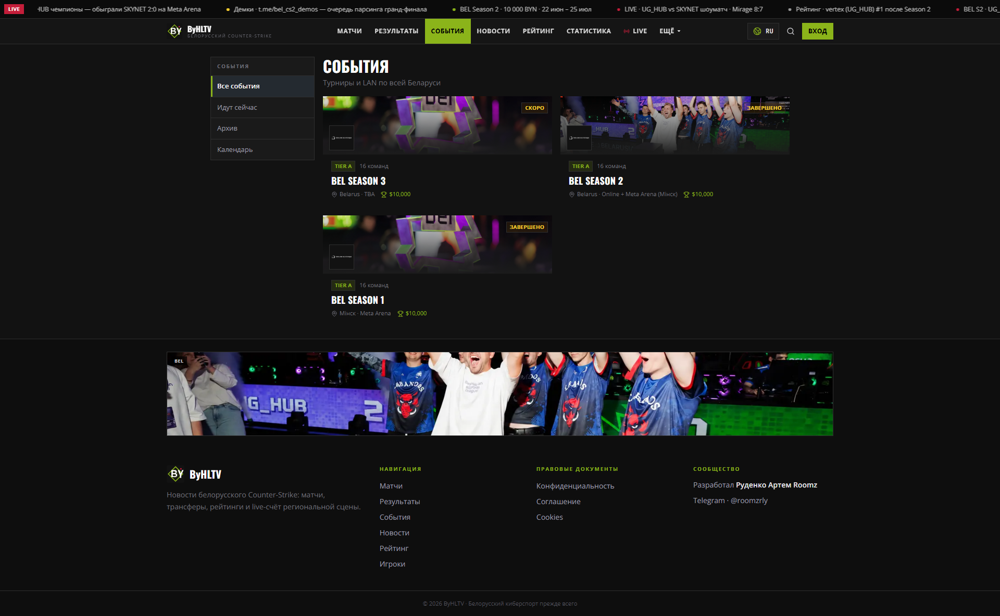 LIVE
HUB чемпионы — обыграли SKYNET 2:0 на Meta Arena
Демки · t.me/bel_cs2_demos — очередь парсинга гранд-финала
BEL Season 2 · 10 000 BYN · 22 июн – 25 июл
LIVE · UG_HUB vs SKYNET шоуматч · Mirage 8:7
Рейтинг · vertex (UG_HUB) #1 после Season 2
BEL S2 · UG_
BY
ByHLTV
БЕЛОРУССКИЙ COUNTER-STRIKE
МАТЧИ
РЕЗУЛЬТАТЫ
СОБЫТИЯ
НОВОСТИ
РЕЙТИНГ
СТАТИСТИКА
LIVE
ЕЩЁ
RU
ВХОД
СОБЫТИЯ
Все события
Идут сейчас
Архив
Календарь
СОБЫТИЯ
Турниры и LAN по всей Беларуси
СКОРО
TIER A
16 команд
BEL SEASON 3
Belarus · TBA
$10,000
ЗАВЕРШЕНО
_HUB
2
TIER A
16 команд
BEL SEASON 2
Belarus · Online + Meta Arena (Мінск)
$10,000
ЗАВЕРШЕНО
TIER A
16 команд
BEL SEASON 1
Мінск · Meta Arena
$10,000
BEL
UG_HUB
2
BY
ByHLTV
Новости белорусского Counter-Strike: матчи,
трансферы, рейтинги и live-счёт региональной сцены.
НАВИГАЦИЯ
Матчи
Результаты
События
Новости
Рейтинг
Игроки
ПРАВОВЫЕ ДОКУМЕНТЫ
Конфиденциальность
Соглашение
Cookies
СООБЩЕСТВО
Разработал Руденко Артем Roomz
Telegram · @roomzrly
© 2026 ByHLTV · Белорусский киберспорт прежде всего